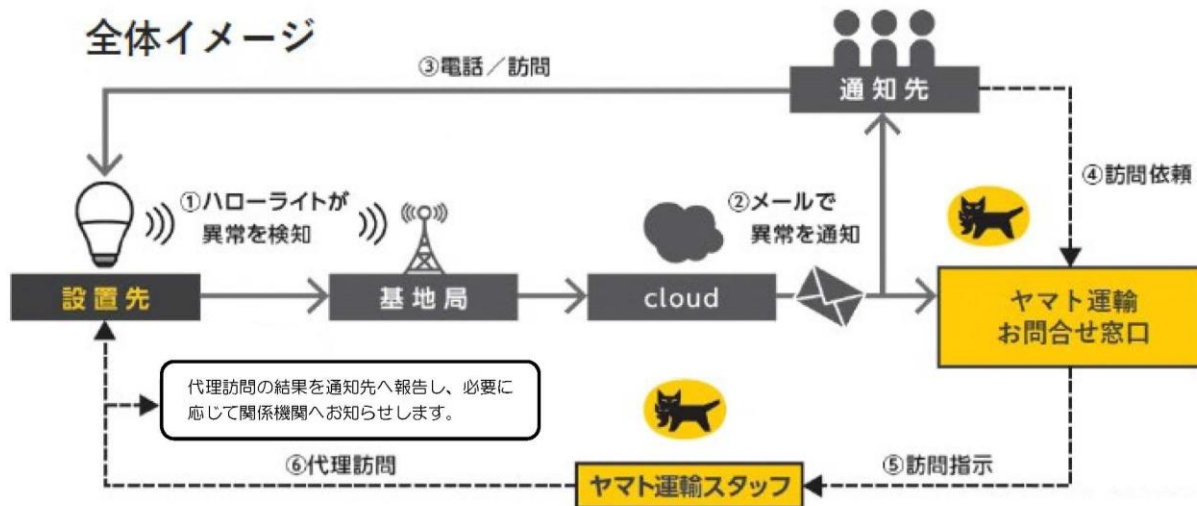 全体イメージ
③電話／訪問
通知先
④訪問依頼
①ハローライトが
異常を検知
②メールで
異常を通知
設置先
基地局
cloud
ヤマト運輸
お問合せ窓口
代理訪問の結果を通知先へ報告し、必要に
応じて関係機関へお知らせします。
⑥代理訪問
ヤマト運輸スタッフ
⑤訪問指示